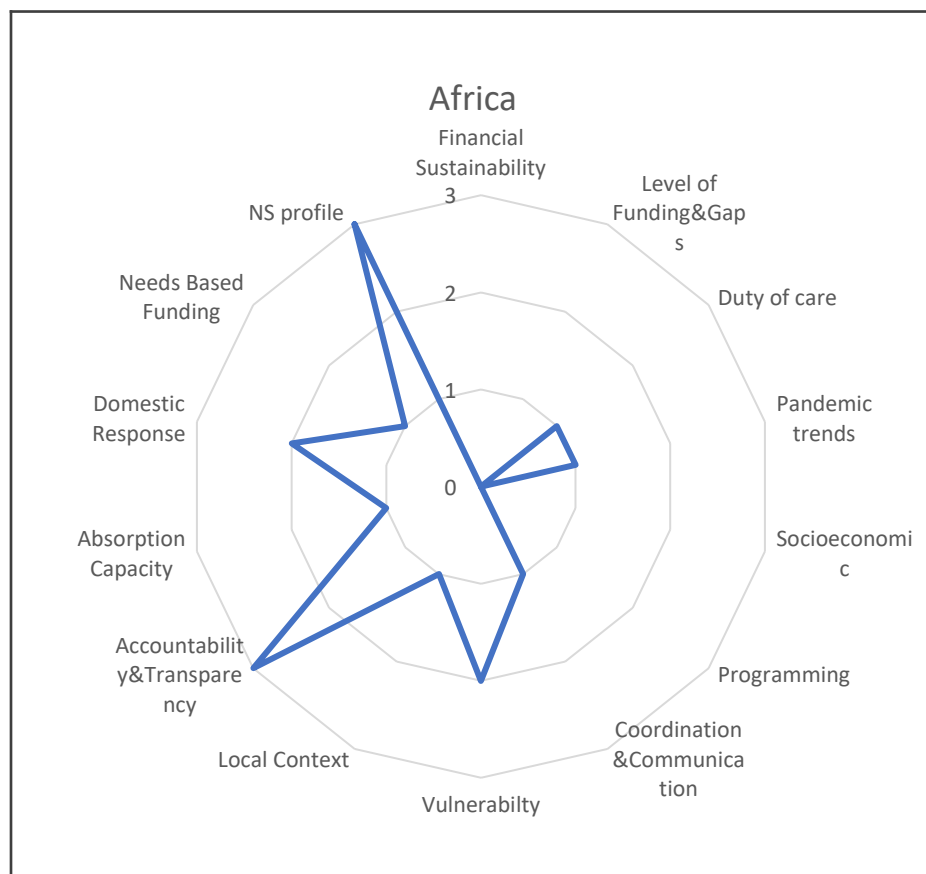 Africa
Financial
Sustainability
Level of
Funding&Gap
s
Duty of care
Pandemic
trends
Socioeconomi
c
Programming
Coordination
&Communica
tion
Vulnerabilty
Local Context
Accountabilit
y&Transpare
ncy
Absorption
Capacity
Domestic
Response
Needs Based
Funding
NS profile
3
2
1
0